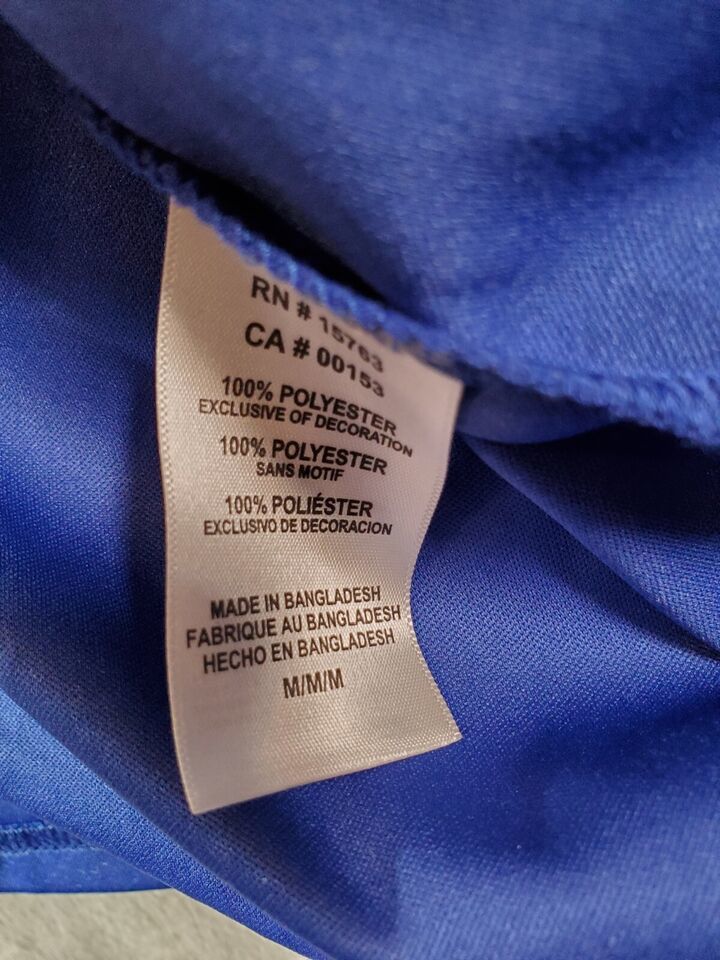 RN # 15763
CA # 00153
100% POLYESTER
EXCLUSIVE OF DECORATION
100% POLYESTER
SANS MOTIF
100% POLIÉSTER
EXCLUSIVO DE DECORACION
MADE IN BANGLADESH
FABRIQUE AU BANGLADESH
HECHO EN BANGLADESH
M/M/M